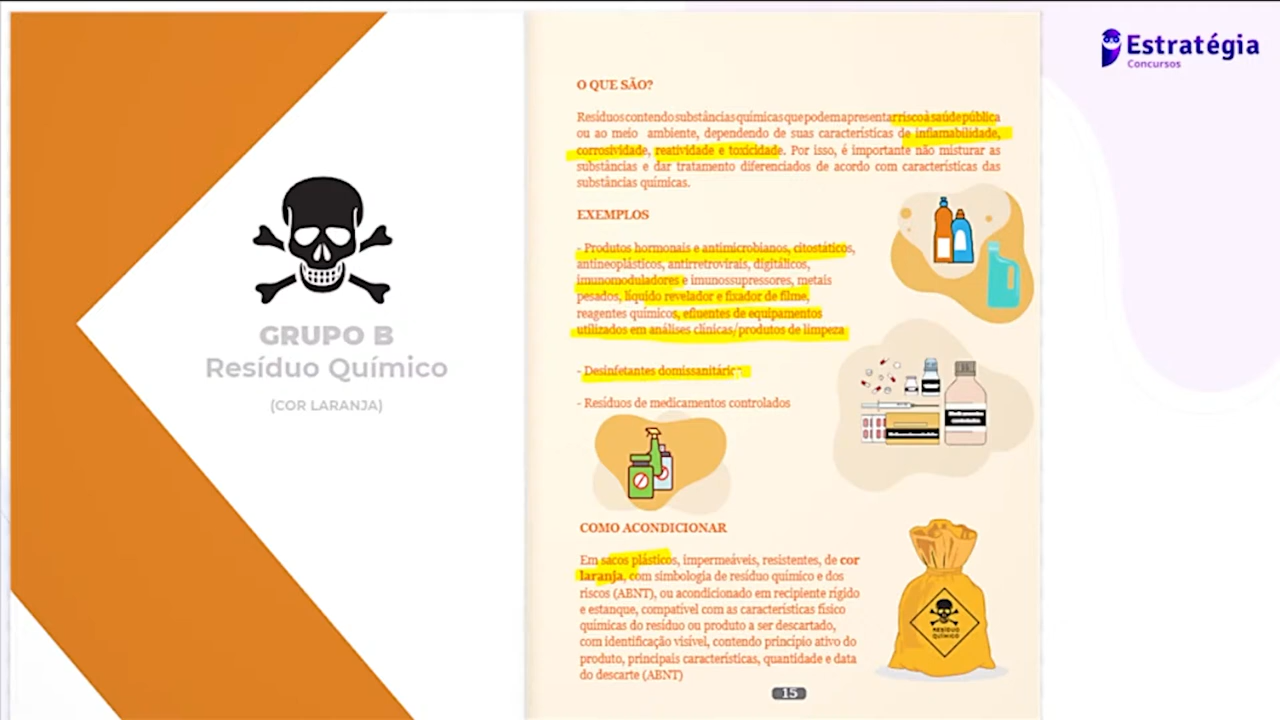 Estratégia
Concursos
GRUPO B
Resíduo Químico
(COR LARANJA)
O QUE SÃO?
Resíduos contendo substâncias químicas que podem apresentar risco à saúde pública
ou ao meio ambiente, dependendo de suas características de inflamabilidade,
corrosividade, reatividade e toxicidade. Por isso, é importante não misturar as
substâncias e dar tratamento diferenciados de acordo com características das
substâncias químicas.
EXEMPLOS
- Produtos hormonais e antimicrobianos, citostáticos,
antineoplásticos, antirretrovirais, digitálicos,
imunomoduladores e imunossupressores, metais
pesados, líquido revelador e fixador de filme,
reagentes químicos, efluentes de equipamentos
utilizados em análises clínicas/produtos de limpeza
- Desinfetantes domissanitários
- Resíduos de medicamentos controlados
COMO ACONDICIONAR
Em sacos plásticos, impermeáveis, resistentes, de cor
laranja, com simbologia de resíduo químico e dos
riscos (ABNT), ou acondicionado em recipiente rígido
e estanque, compatível com as características físico
químicas do resíduo ou produto a ser descartado,
com identificação visível, contendo princípio ativo do
produto, principais características, quantidade e data
do descarte (ABNT)
RESÍDUO
QUÍMICO
15